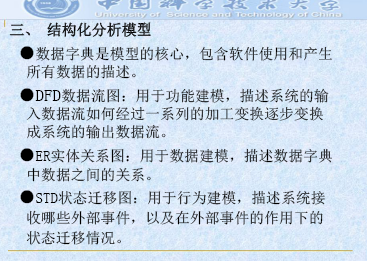 中国科学技术大学
University of Science and Technology of China
三、 结构化分析模型
●数据字典是模型的核心，包含软件使用和产生
所有数据的描述。
●DFD数据流图：用于功能建模，描述系统的输
入数据流如何经过一系列的加工变换逐步变换
成系统的输出数据流。
●ER实体关系图：用于数据建模，描述数据字典
中数据之间的关系。
●STD状态迁移图：用于行为建模，描述系统接
收哪些外部事件，以及在外部事件的作用下的
状态迁移情况。